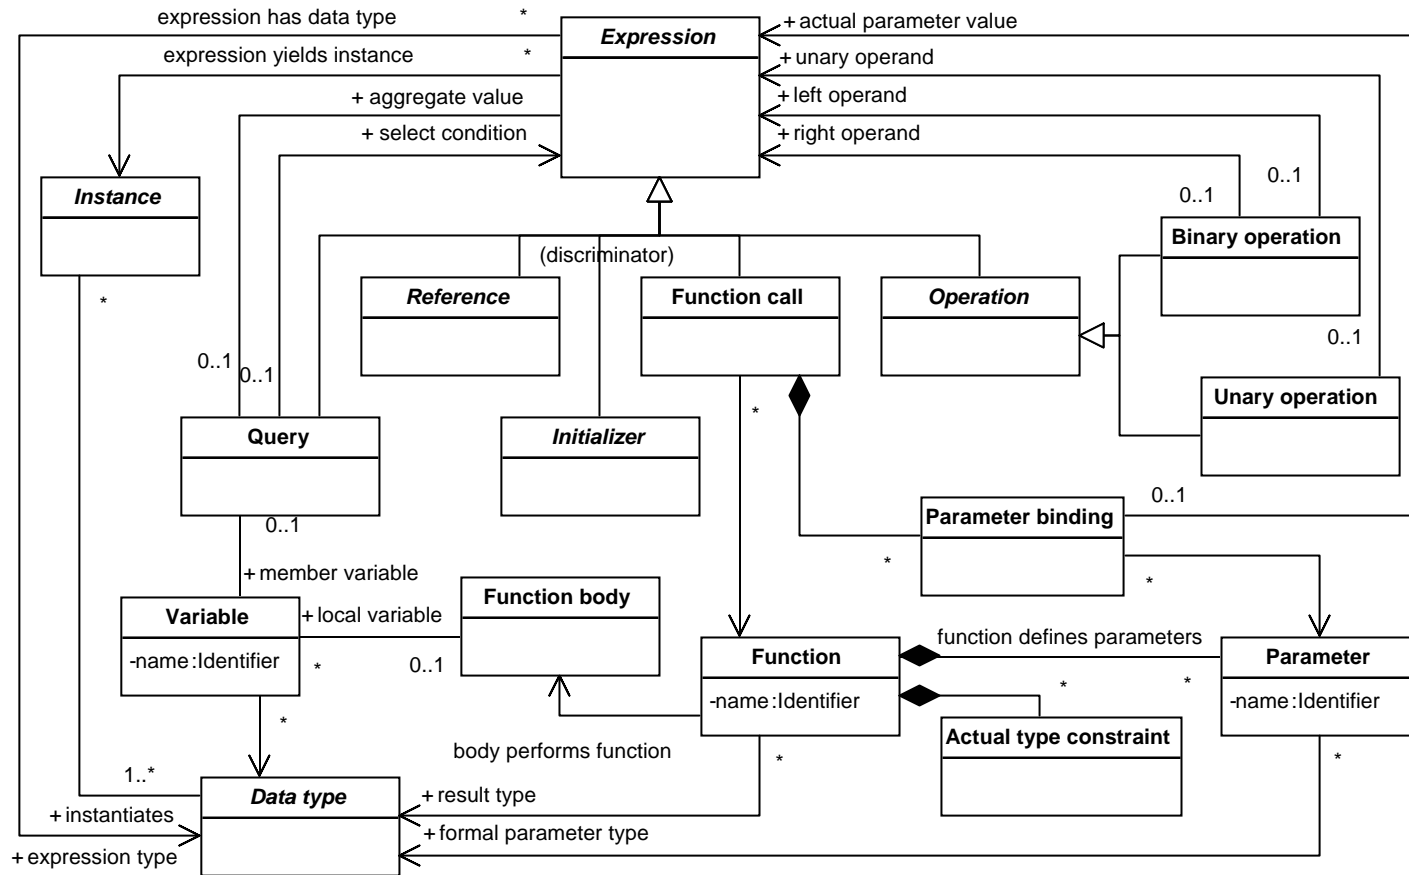 expression has data type
*
Expression
+ actual parameter value
expression yields instance
*
+ unary operand
+ aggregate value
+ left operand
+ select condition
+ right operand
Instance
0..1
0..1
Binary operation
(discriminator)
*
Reference
Function call
Operation
0..1
0..1
0..1
*
Unary operation
Query
Initializer
0..1
0..1
Parameter binding
*
*
+ member variable
Function body
Variable
+ local variable
function defines parameters
-name:Identifier
*
0..1
Function
Parameter
-name:Identifier
*
*
-name:Identifier
*
Actual type constraint
body performs function
*
*
1..*
Data type
+ result type
+ instantiates
+ formal parameter type
+ expression type